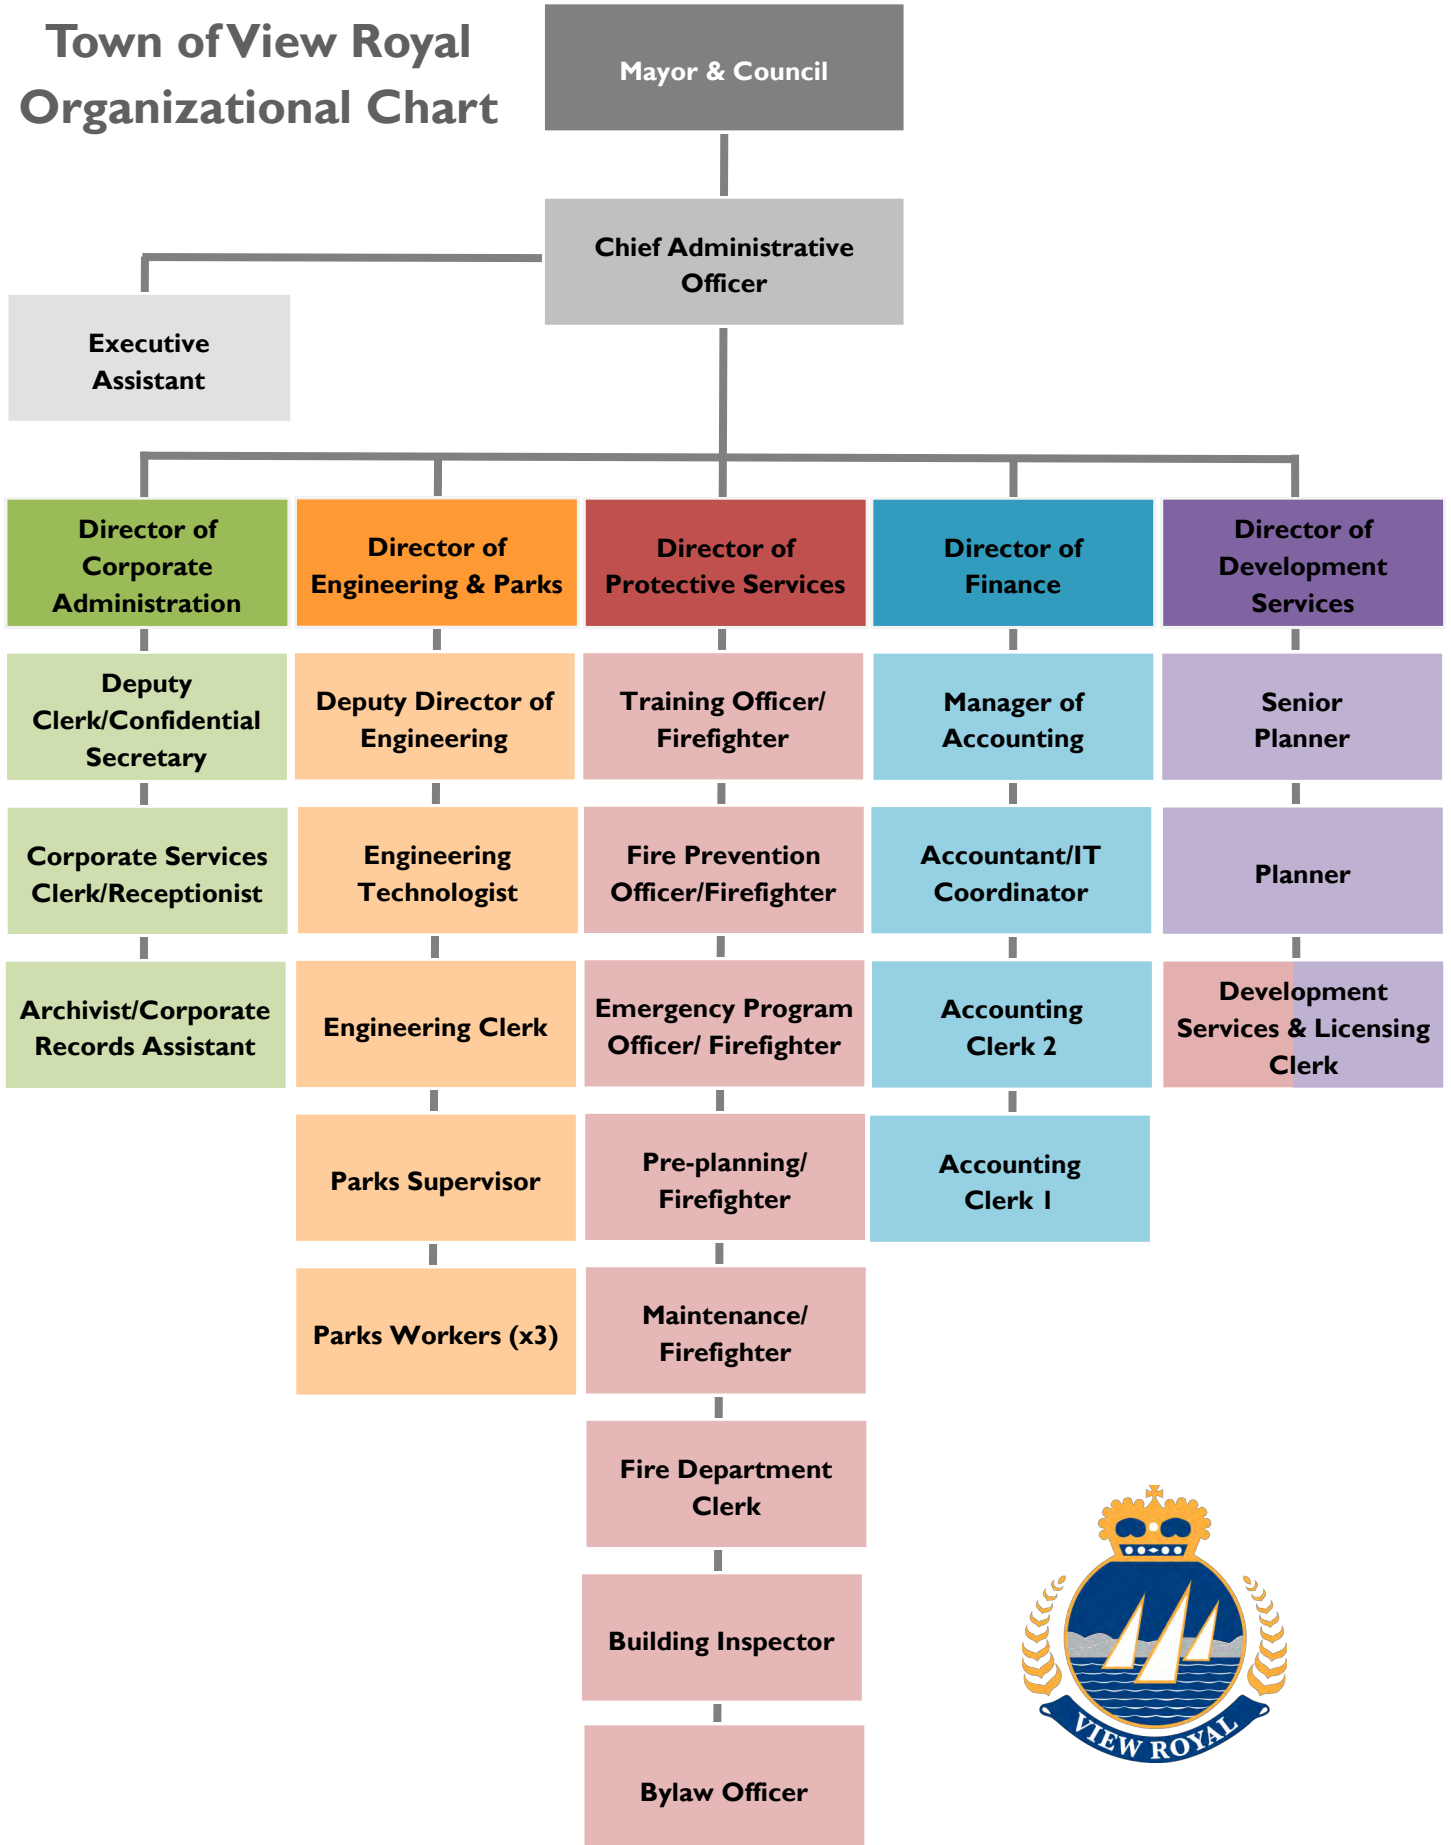 Town of View Royal
Organizational Chart
Mayor & Council
Chief Administrative
Officer
Executive
Assistant
Director of
Corporate
Administration
Deputy
Clerk/Confidential
Secretary
Corporate Services
Clerk/Receptionist
Archivist/Corporate
Records Assistant
Director of
Engineering & Parks
Deputy Director of
Engineering
Engineering
Technologist
Engineering Clerk
Parks Supervisor
Parks Workers (x3)
Director of
Protective Services
Training Officer/
Firefighter
Fire Prevention
Officer/Firefighter
Emergency Program
Officer/ Firefighter
Pre-planning/
Firefighter
Maintenance/
Firefighter
Fire Department
Clerk
Building Inspector
Bylaw Officer
Director of
Finance
Manager of
Accounting
Accountant/IT
Coordinator
Accounting
Clerk 2
Accounting
Clerk 1
Director of
Development
Services
Senior
Planner
Planner
Development
Services & Licensing
Clerk
VIEW ROYAL